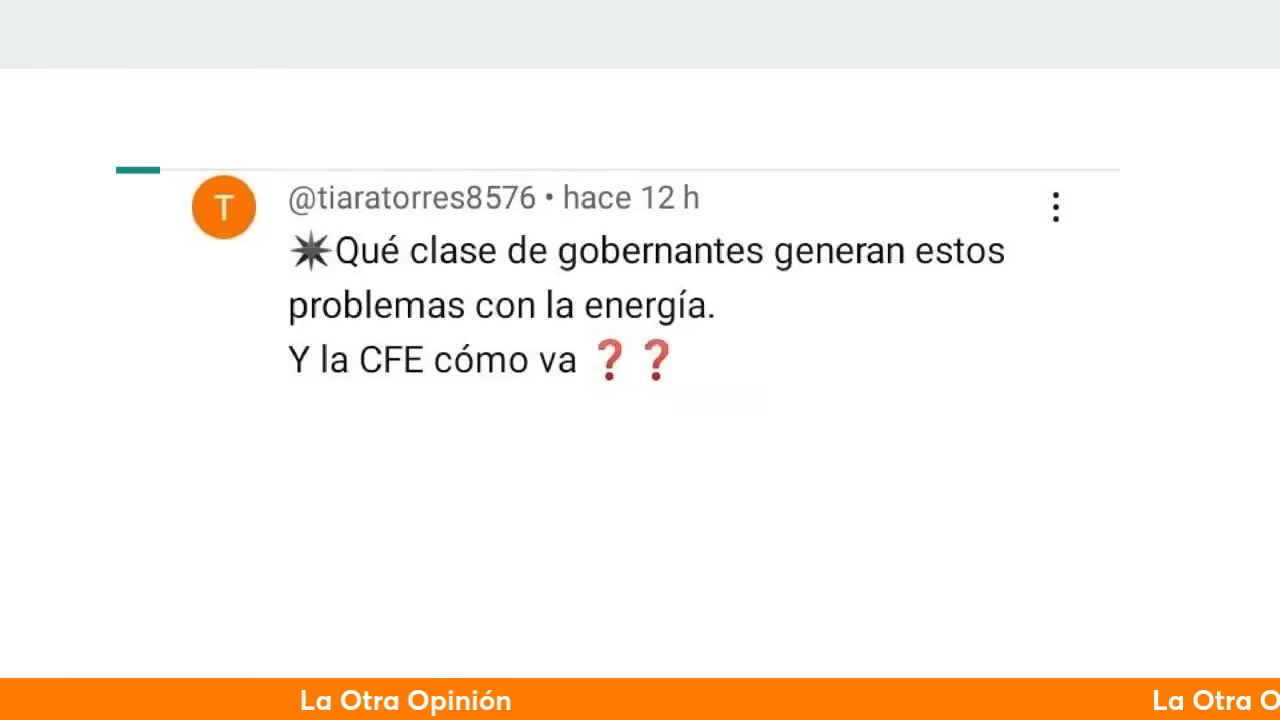 T
@tiaratorres8576 • hace 12 h
✴Qué clase de gobernantes generan estos
problemas con la energía.
Y la CFE cómo va ❓❓
La Otra Opinión
La Otra O